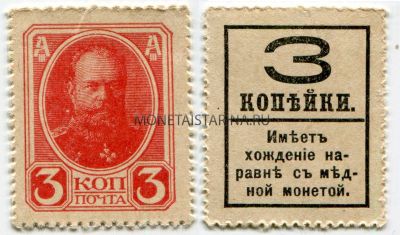 А А
3 КОП 3
ПОЧТА
3
КОПѢЙКИ.
Имѣетъ
хожденіе на-
равнѣ съ мѣд-
ной монетой.
MONETAISTARINA.RU